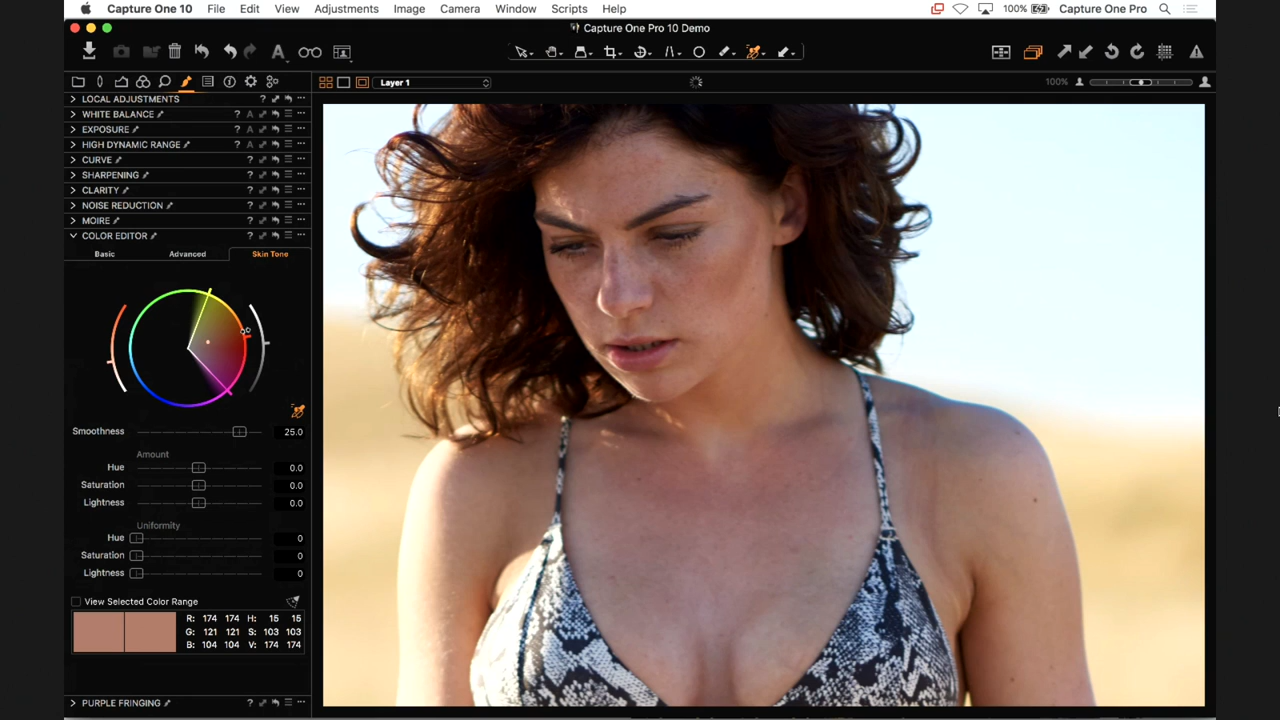 Capture One 10 File Edit View Adjustments Image Camera Window Scripts Help 100% Capture One Pro
Capture One Pro 10 Demo
A
Layer 1 100%
LOCAL ADJUSTMENTS ?
WHITE BALANCE ? A
EXPOSURE ? A
HIGH DYNAMIC RANGE ? A
CURVE ?
SHARPENING ?
CLARITY ?
NOISE REDUCTION ?
MOIRE ?
COLOR EDITOR ?
Basic Advanced Skin Tone
Smoothness 25.0
Amount
Hue 0.0
Saturation 0.0
Lightness 0.0
Uniformity
Hue 0
Saturation 0
Lightness 0
View Selected Color Range
R: 174 174 H: 15 15
G: 121 121 S: 103 103
B: 104 104 V: 174 174
PURPLE FRINGING ?